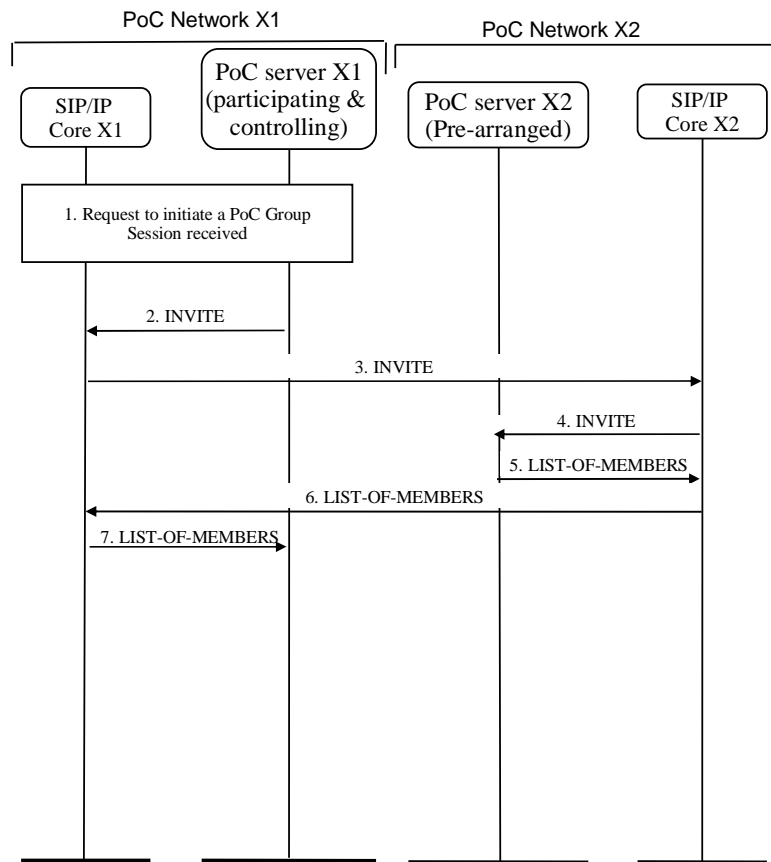 PoC Network X1
PoC Network X2
SIP/IP
Core X1
PoC server X1
(participating &
controlling)
PoC server X2
(Pre-arranged)
SIP/IP
Core X2
1. Request to initiate a PoC Group
Session received
2. INVITE
3. INVITE
4. INVITE
5. LIST-OF-MEMBERS
6. LIST-OF-MEMBERS
7. LIST-OF-MEMBERS